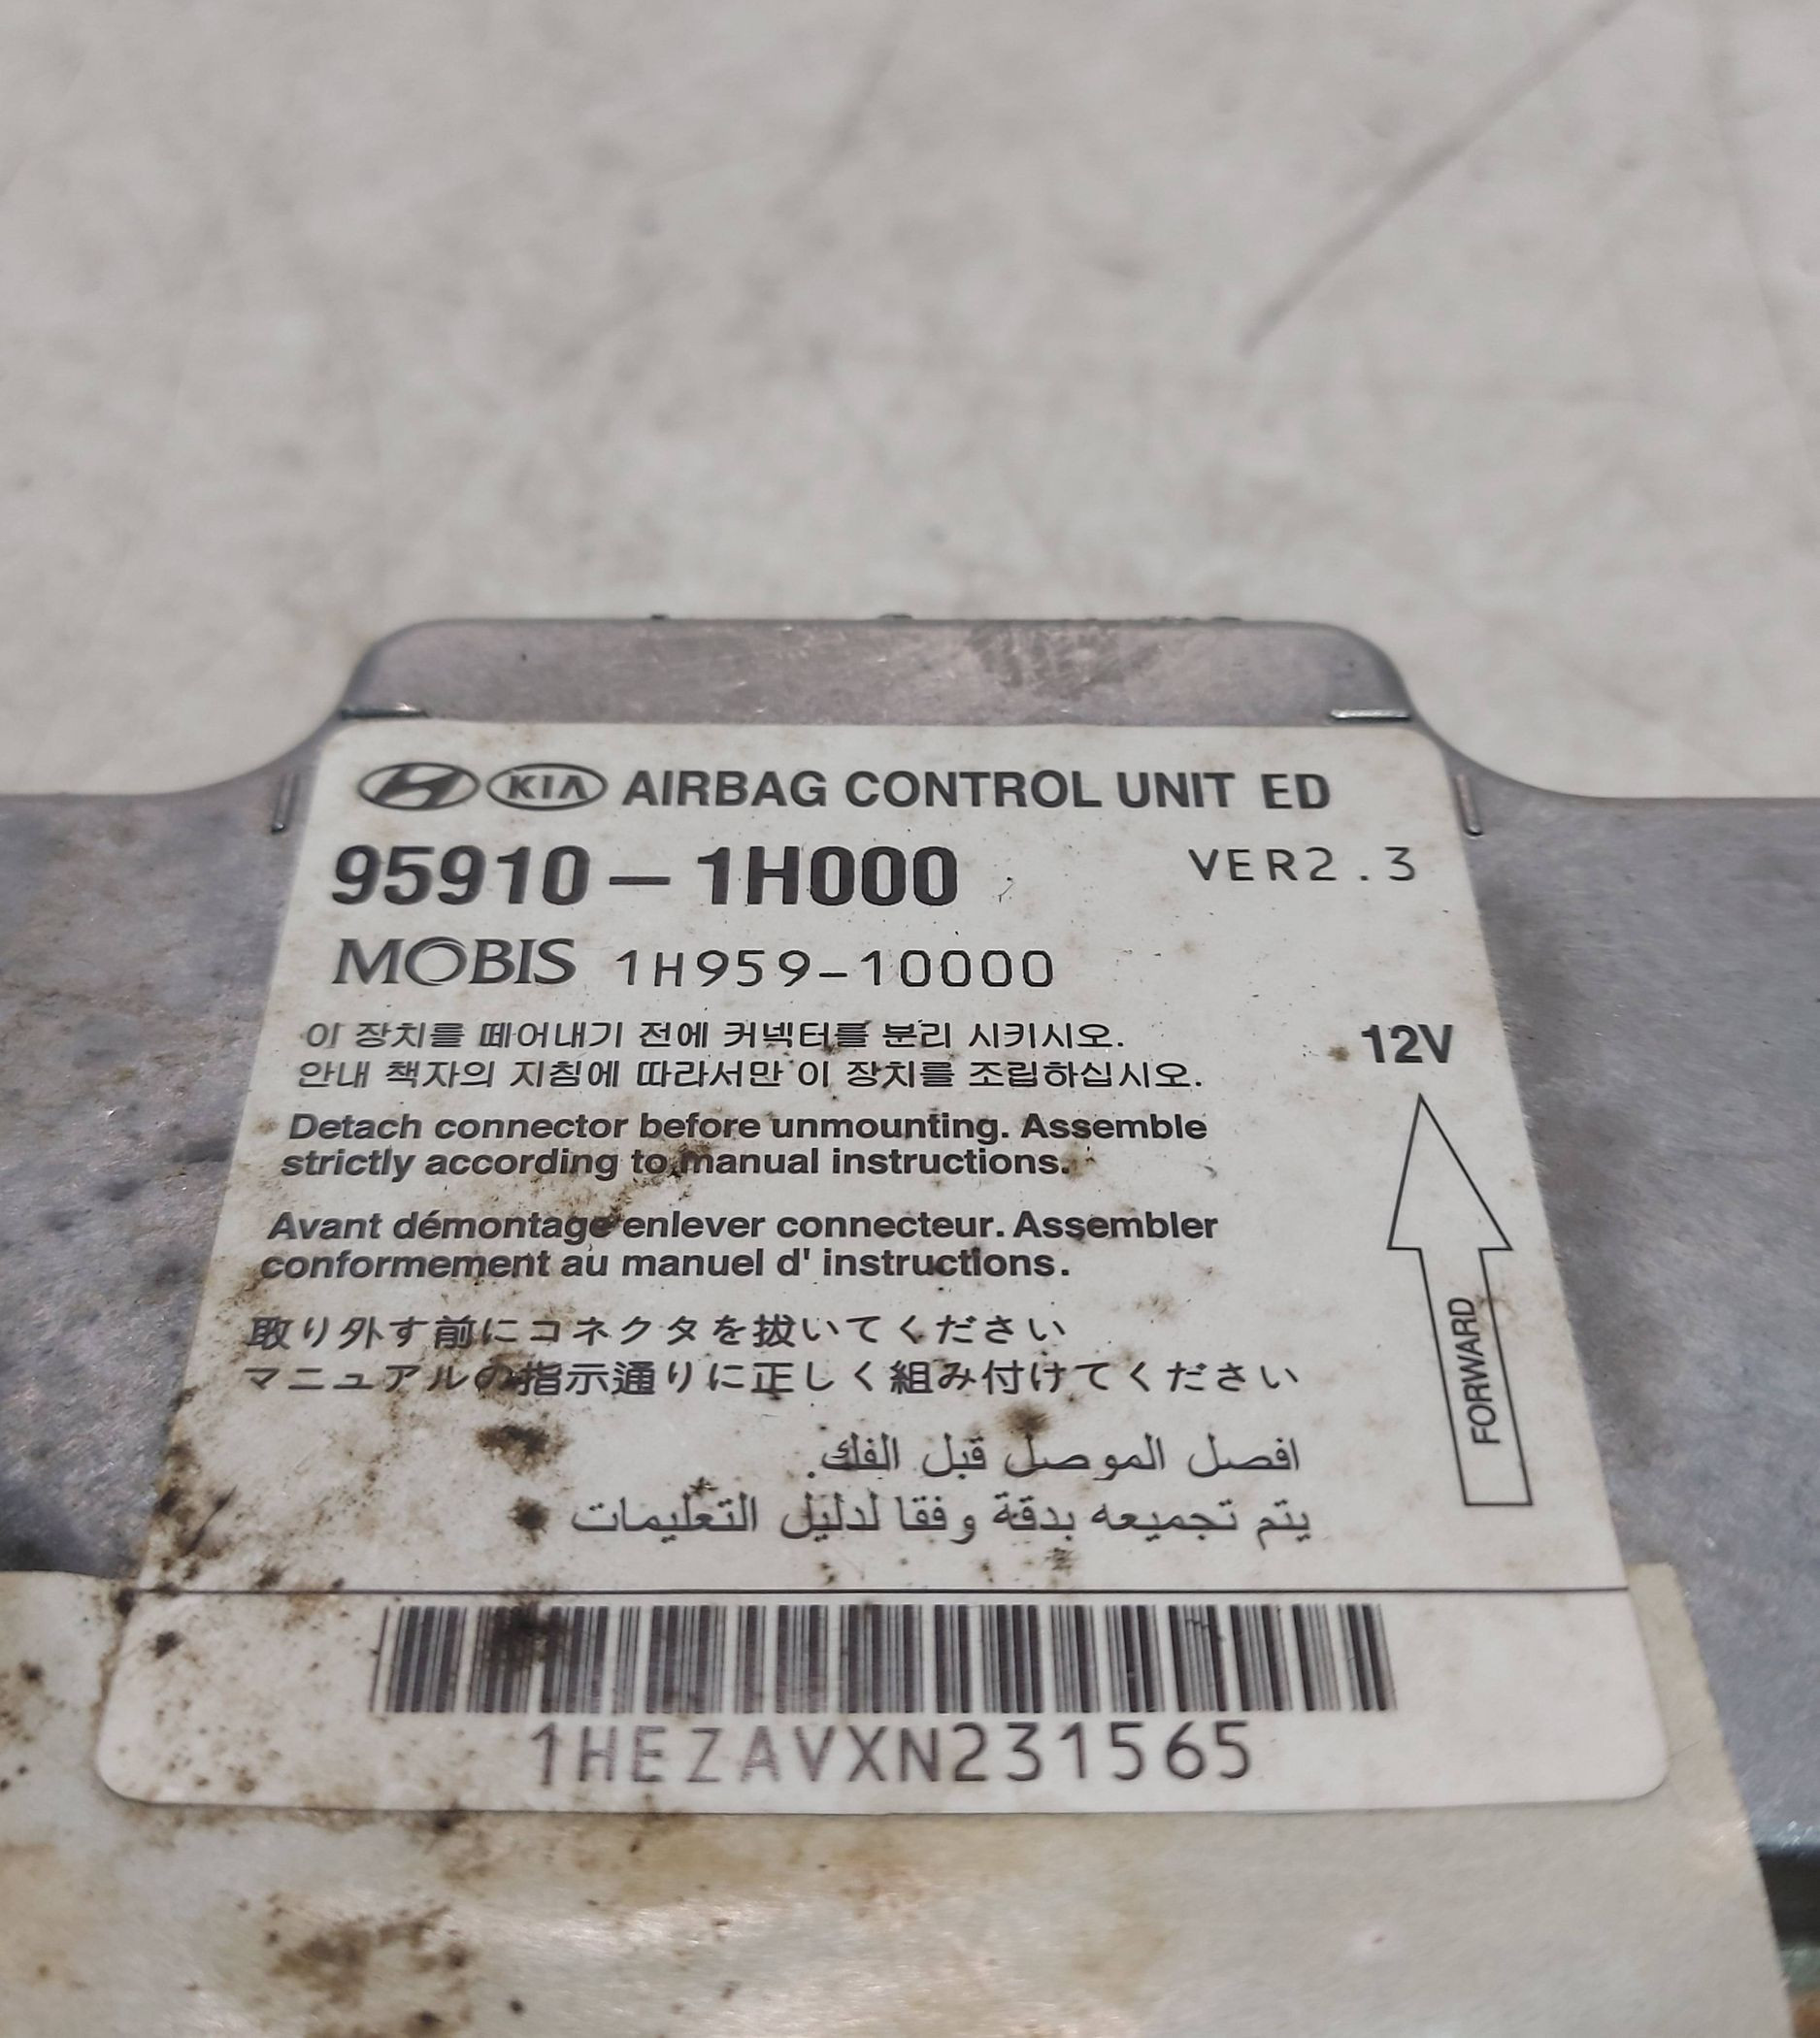 KIA AIRBAG CONTROL UNIT ED
95910-1H000 VER2.3
MOBIS 1H959-10000
이 장치를 떼어내기 전에 커넥터를 분리 시키시오.
안내 책자의 지침에 따라서만 이 장치를 조립하십시오.
12V
Detach connector before unmounting. Assemble
strictly according to manual instructions.
Avant démontage enlever connecteur. Assembler
conformement au manuel d' instructions.
取り外す前にコネクタを抜いてください
マニュアルの指示通りに正しく組み付けてください
افصل الموصل قبل الفك.
يتم تجميعه بدقة وفقا لدليل التعليمات
FORWARD
1HEZAVXN231565